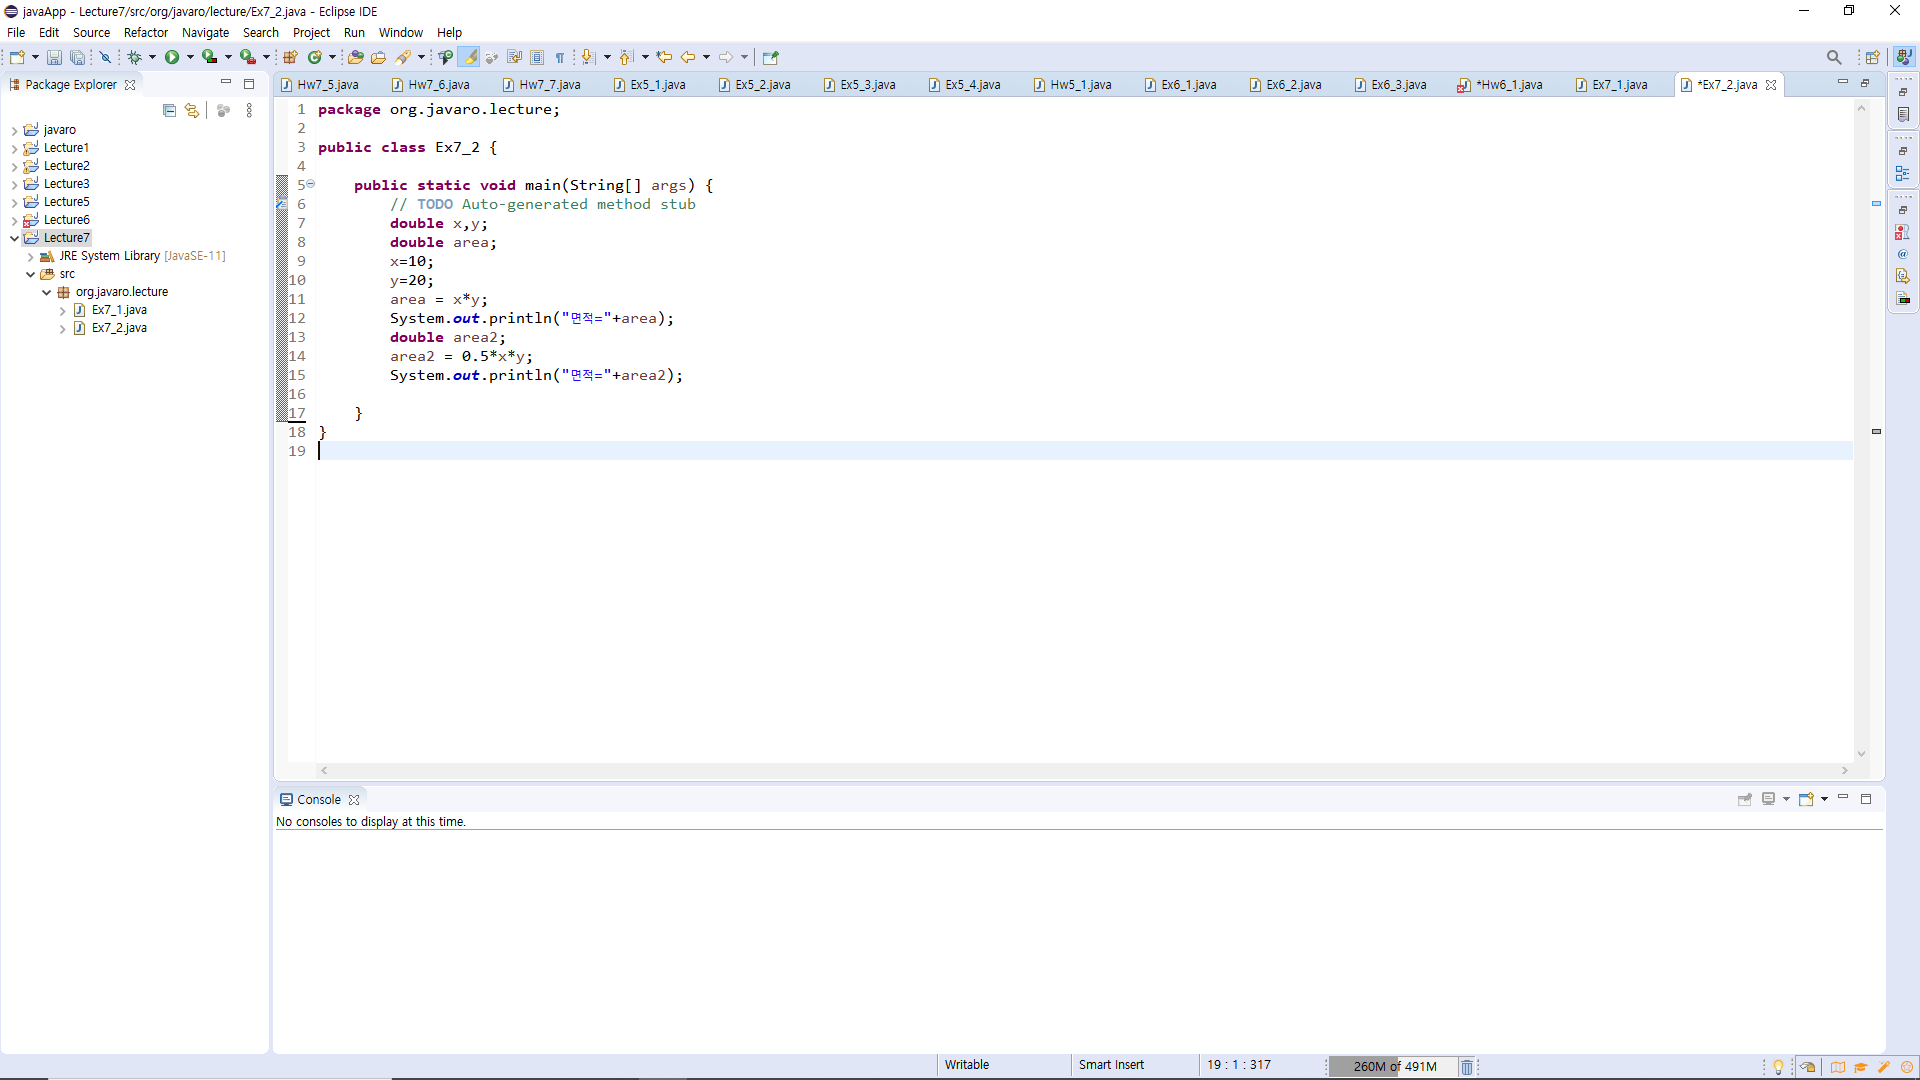 javaApp - Lecture7/src/org/javaro/lecture/Ex7_2.java - Eclipse IDE
File Edit Source Refactor Navigate Search Project Run Window Help
Package Explorer
Hw7_5.java Hw7_6.java Hw7_7.java Ex5_1.java Ex5_2.java Ex5_3.java Ex5_4.java Hw5_1.java Ex6_1.java Ex6_2.java Ex6_3.java *Hw6_1.java Ex7_1.java *Ex7_2.java
javaro
Lecture1
Lecture2
Lecture3
Lecture5
Lecture6
Lecture7
JRE System Library [JavaSE-11]
src
org.javaro.lecture
Ex7_1.java
Ex7_2.java
1 package org.javaro.lecture;
2
3 public class Ex7_2 {
4
5 public static void main(String[] args) {
6 // TODO Auto-generated method stub
7 double x,y;
8 double area;
9 x=10;
10 y=20;
11 area = x*y;
12 System.out.println("면적="+area);
13 double area2;
14 area2 = 0.5*x*y;
15 System.out.println("면적="+area2);
16
17 }
18 }
19
Console
No consoles to display at this time.
Writable Smart Insert 19 : 1 : 317 260M of 491M